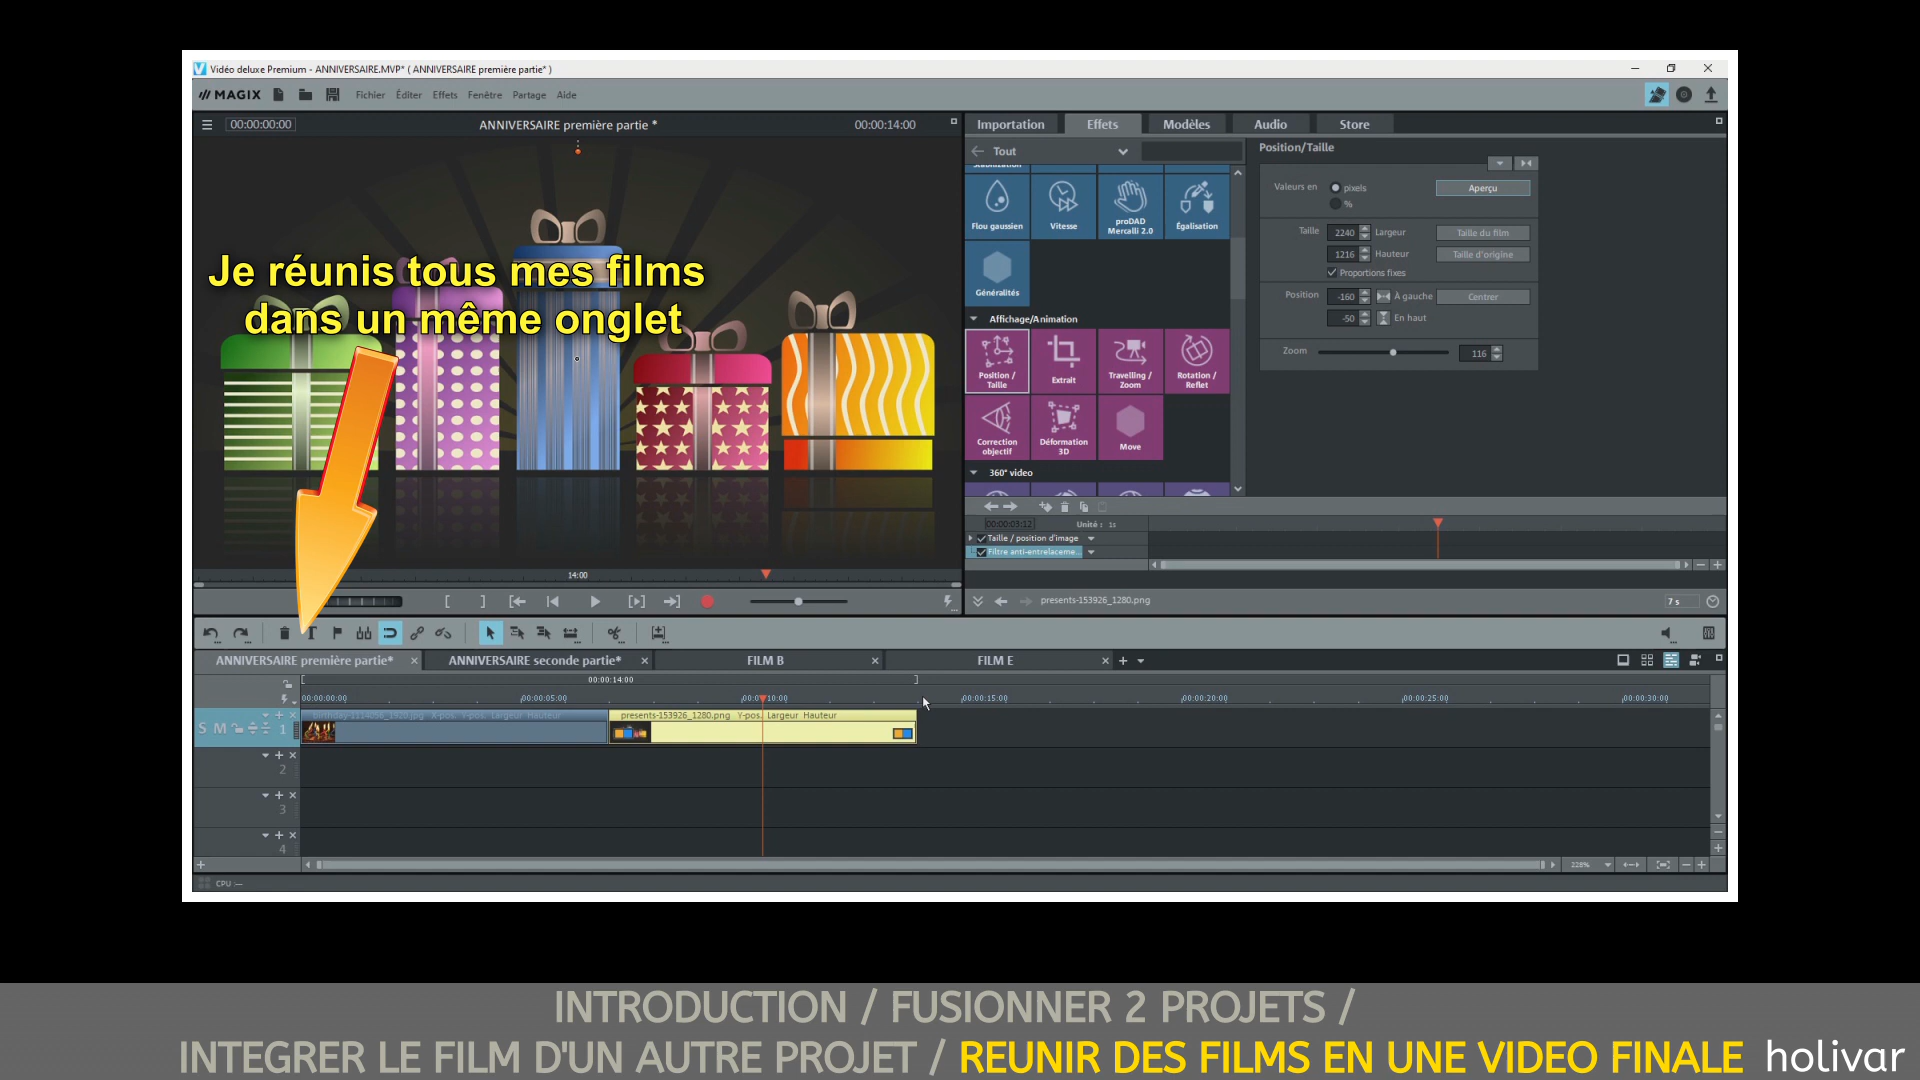 Vidéo deluxe Premium - ANNIVERSAIRE.MVP* ( ANNIVERSAIRE première partie* )
MAGIX Fichier Éditer Effets Fenêtre Partage Aide
00:00:00:00 ANNIVERSAIRE première partie * 00:00:14:00
Importation Effets Modèles Audio Store
Tout
Position/Taille
Stabilisation
Valeurs en pixels Aperçu
%
Flou gaussien
Vitesse
proDAD Mercalli 2.0
Égalisation
Taille 2240 Largeur Taille du film
1216 Hauteur Taille d'origine
Proportions fixes
Généralités
Position -160 À gauche Centrer
-50 En haut
Affichage/Animation
Zoom 116
Position / Taille
Extrait
Travelling / Zoom
Rotation / Reflet
Correction objectif
Déformation 3D
Move
360° video
Je réunis tous mes films
dans un même onglet
00:00:03:12 Unité : 1s
Taille / position d'image
Filtre anti-entrelaceme...
14:00
presents-153926_1280.png 7 s
ANNIVERSAIRE première partie* ANNIVERSAIRE seconde partie* FILM B FILM E
00:00:14:00
00:00:00:00 00:00:05:00 00:00:10:00 00:00:15:00 00:00:20:00 00:00:25:00 00:00:30:00
birthday-2114056_1920.jpg X-pos. Y-pos. Largeur Hauteur presents-153926_1280.png Y-pos. Largeur Hauteur
S M 1
2
3
4
228%
CPU :—
INTRODUCTION / FUSIONNER 2 PROJETS /
INTEGRER LE FILM D'UN AUTRE PROJET / REUNIR DES FILMS EN UNE VIDEO FINALE holivar